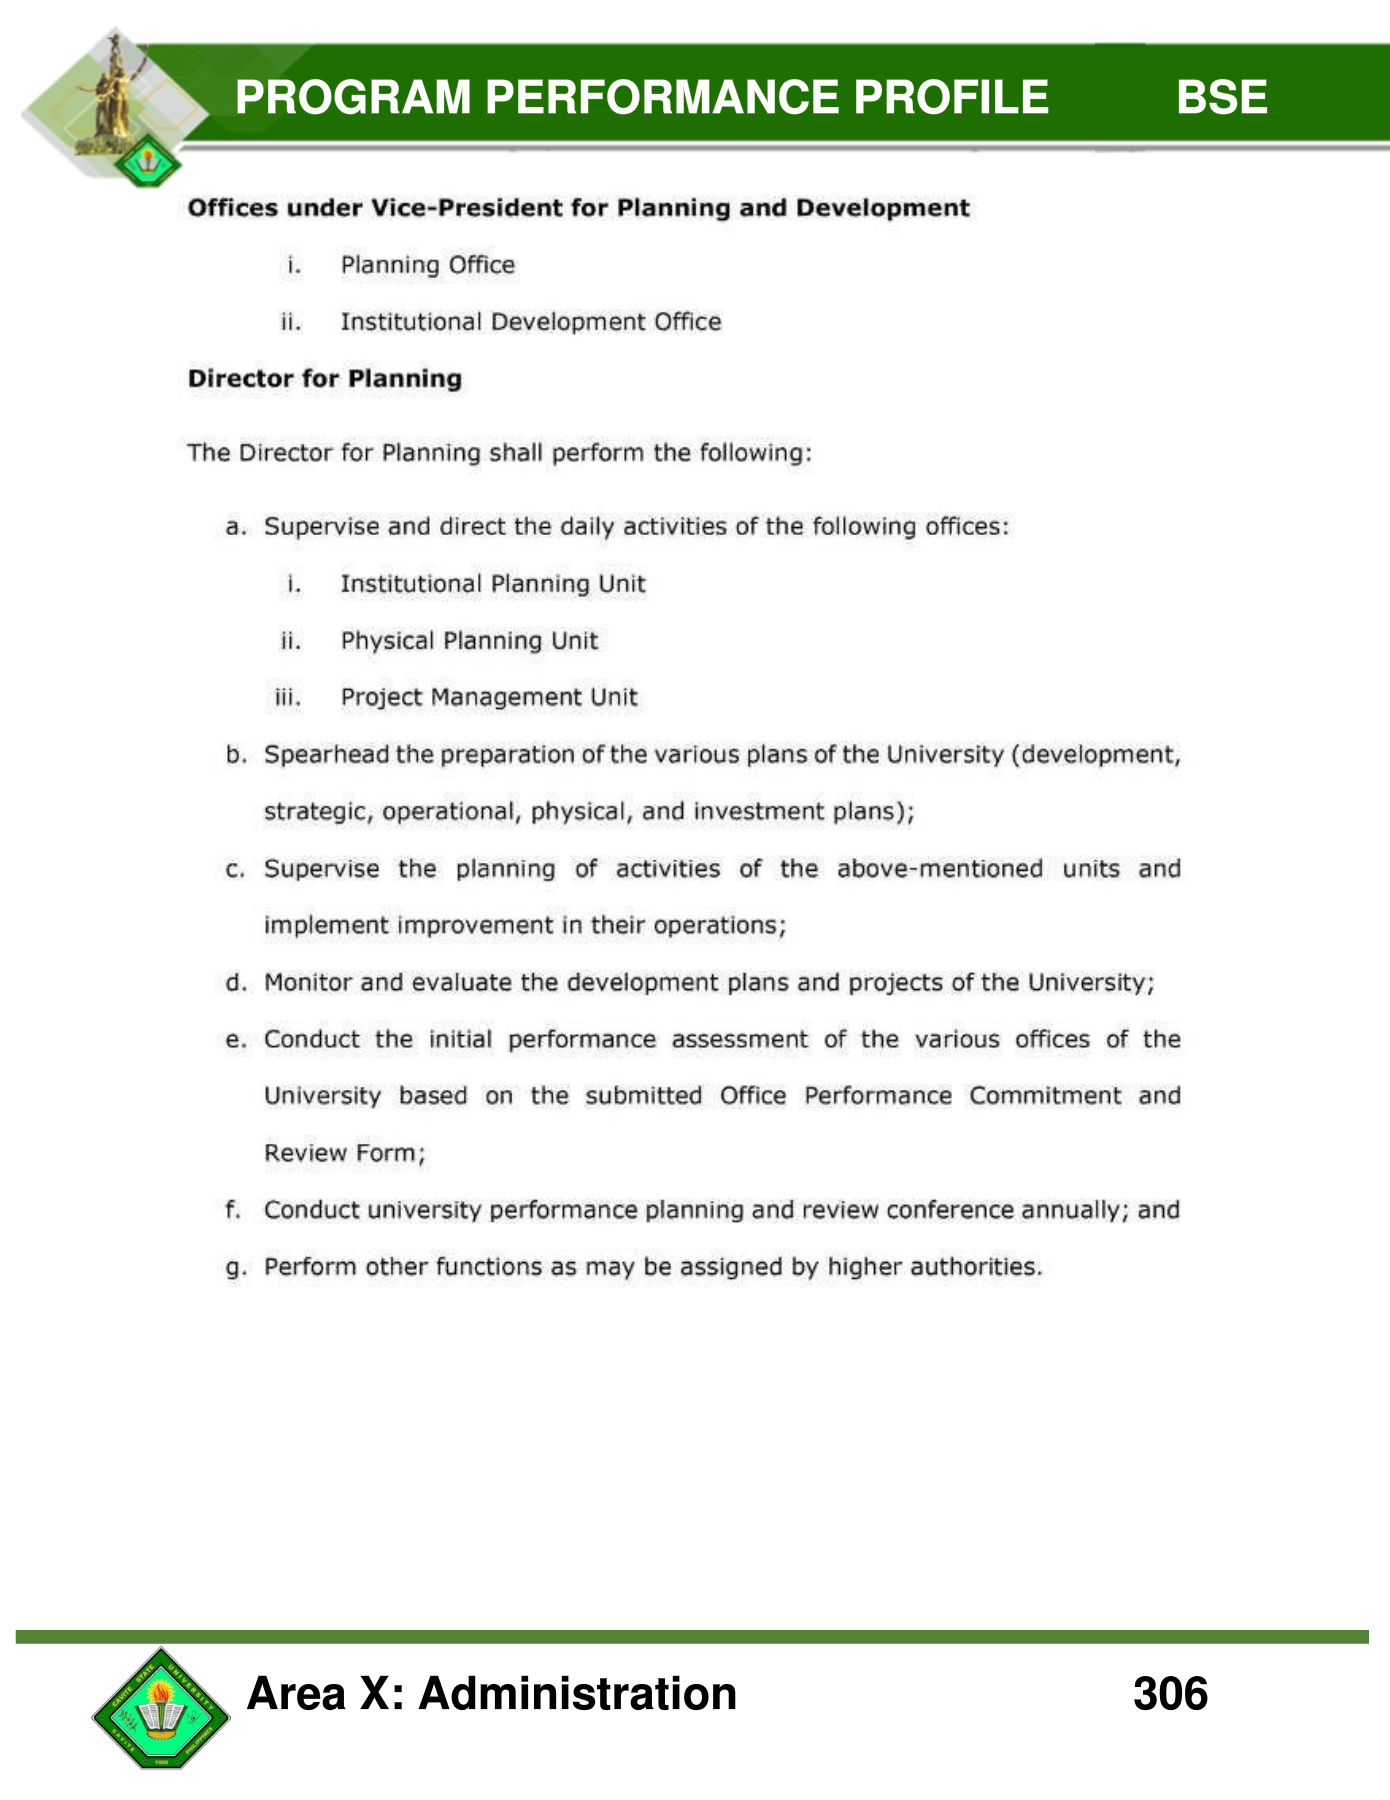 PROGRAM PERFORMANCE PROFILE BSE
Offices under Vice-President for Planning and Development
i. Planning Office
ii. Institutional Development Office
Director for Planning
The Director for Planning shall perform the following:
a. Supervise and direct the daily activities of the following offices:
i. Institutional Planning Unit
ii. Physical Planning Unit
iii. Project Management Unit
b. Spearhead the preparation of the various plans of the University (development,
strategic, operational, physical, and investment plans);
c. Supervise the planning of activities of the above-mentioned units and
implement improvement in their operations;
d. Monitor and evaluate the development plans and projects of the University;
e. Conduct the initial performance assessment of the various offices of the
University based on the submitted Office Performance Commitment and
Review Form;
f. Conduct university performance planning and review conference annually; and
g. Perform other functions as may be assigned by higher authorities.
CAVITE STATE UNIVERSITY
CAVITE 1906 PHILIPPINES
Area X: Administration 306